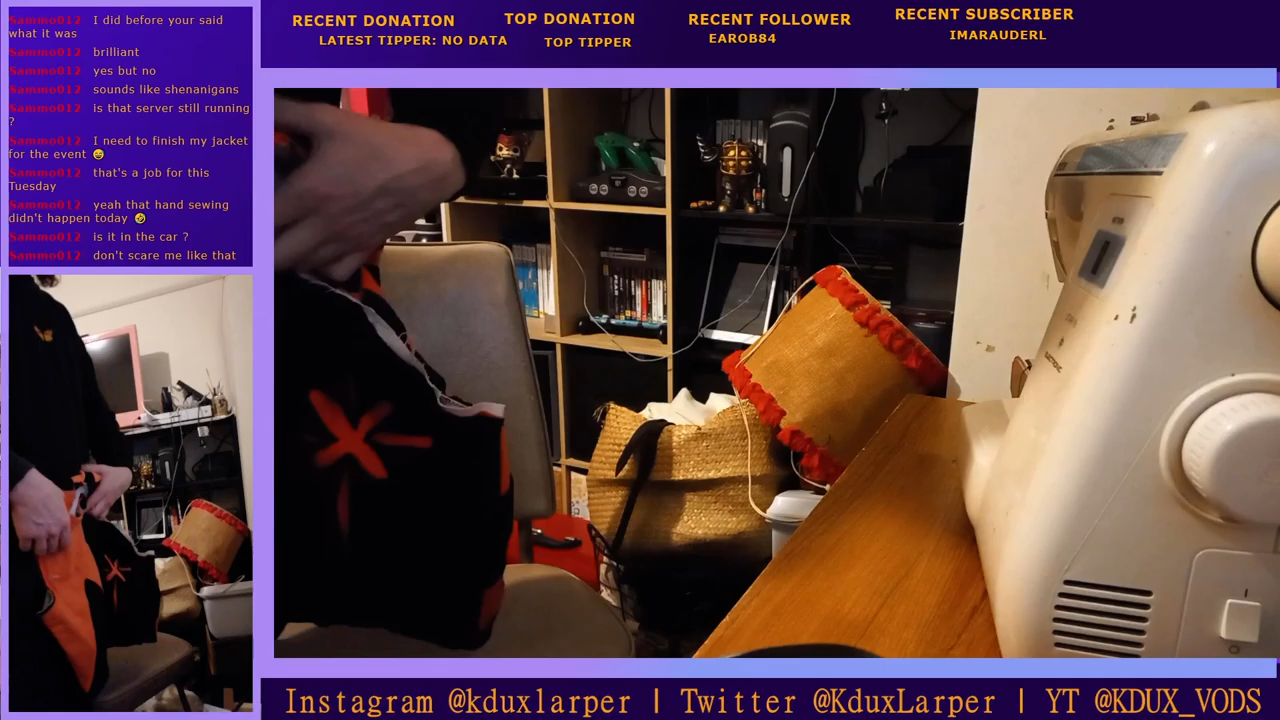 Sammo012 I did before your said
what it was
Sammo012 brilliant
Sammo012 yes but no
Sammo012 sounds like shenanigans
Sammo012 is that server still running
?
Sammo012 I need to finish my jacket
for the event 😄
Sammo012 that's a job for this
Tuesday
Sammo012 yeah that hand sewing
didn't happen today 🤣
Sammo012 is it in the car ?
Sammo012 don't scare me like that
RECENT DONATION
LATEST TIPPER: NO DATA
TOP DONATION
TOP TIPPER
RECENT FOLLOWER
EAROB84
RECENT SUBSCRIBER
IMARAUDERL
Instagram @kduxlarper | Twitter @KduxLarper | YT @KDUX_VODS